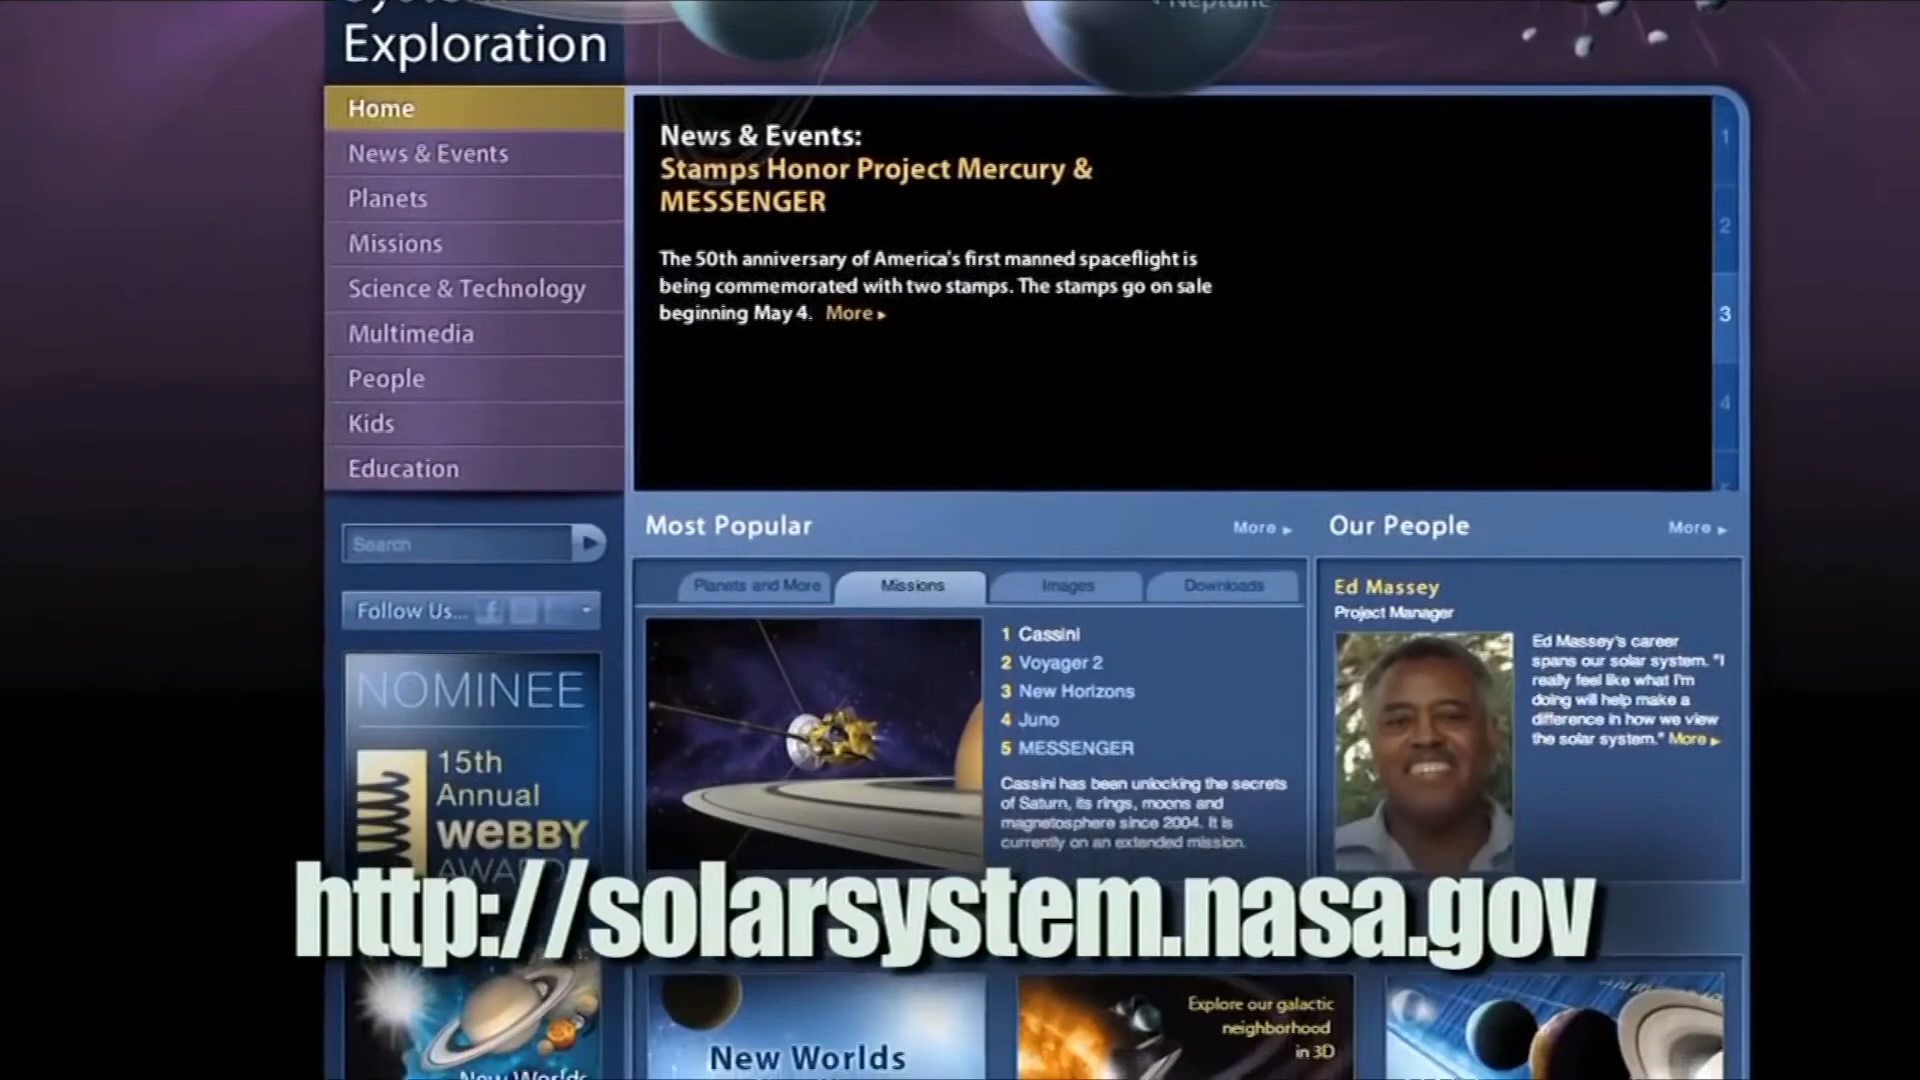 Exploration
Neptune
Home
News & Events
Planets
Missions
Science & Technology
Multimedia
People
Kids
Education
Search
Follow Us...
NOMINEE
15th
Annual
WEBBY
AWARDS
News & Events:
Stamps Honor Project Mercury &
MESSENGER
The 50th anniversary of America's first manned spaceflight is
being commemorated with two stamps. The stamps go on sale
beginning May 4. More
1
2
3
4
5
Most Popular
More
Planets and More
Missions
Images
Downloads
1 Cassini
2 Voyager 2
3 New Horizons
4 Juno
5 MESSENGER
Cassini has been unlocking the secrets
of Saturn, its rings, moons and
magnetosphere since 2004. It is
currently on an extended mission.
Our People
More
Ed Massey
Project Manager
Ed Massey's career
spans our solar system. "I
really feel like what I'm
doing will help make a
difference in how we view
the solar system." More
http://solarsystem.nasa.gov
New Worlds
New Worlds
Explore our galactic
neighborhood
in 3D